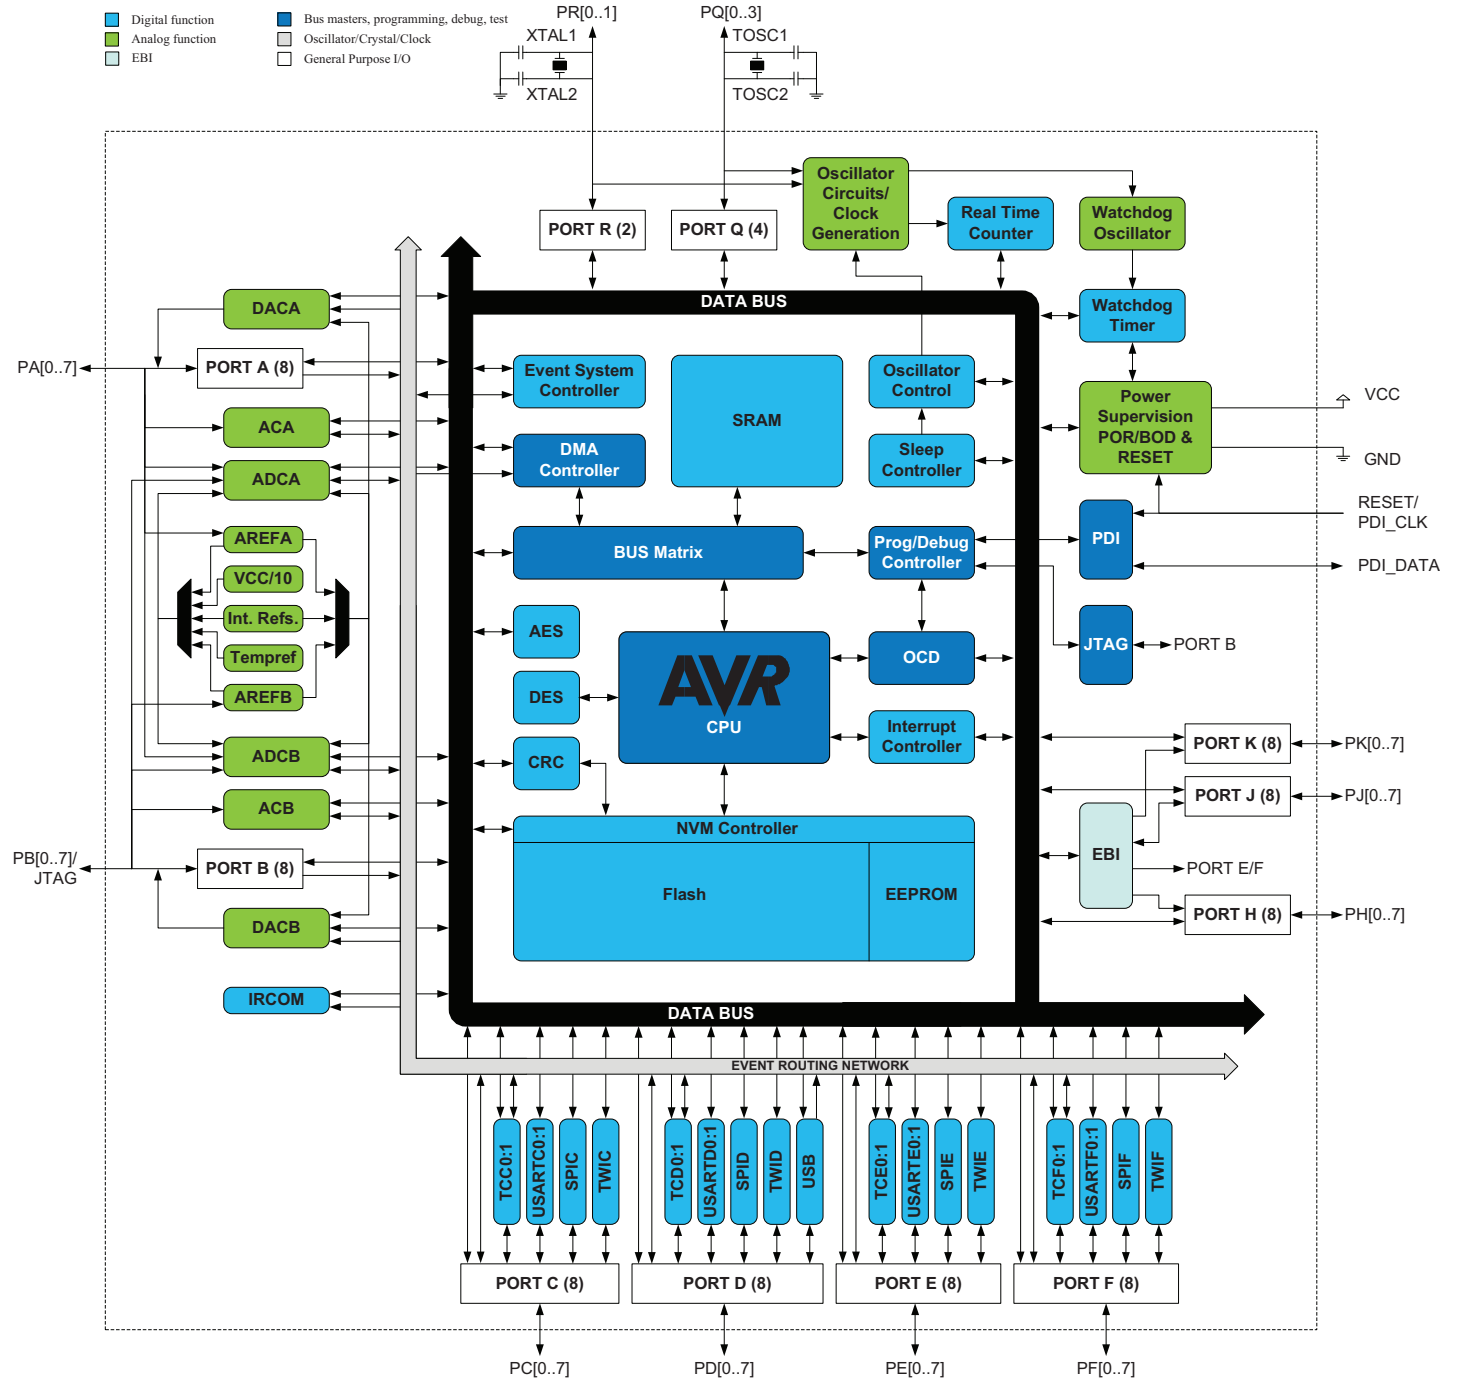 Digital function
Analog function
EBI
Bus masters, programming, debug, test
Oscillator/Crystal/Clock
General Purpose I/O
PR[0..1]
PQ[0..3]
XTAL1
TOSC1
XTAL2
TOSC2
Oscillator
Circuits/
Clock
Generation
Real Time
Counter
Watchdog
Oscillator
PORT R (2)
PORT Q (4)
DATA BUS
Watchdog
Timer
DACA
PA[0..7]
PORT A (8)
Event System
Controller
SRAM
Oscillator
Control
Power
Supervision
POR/BOD &
RESET
VCC
GND
ACA
DMA
Controller
Sleep
Controller
ADCA
RESET/
PDI_CLK
AREFA
BUS Matrix
Prog/Debug
Controller
PDI
PDI_DATA
VCC/10
Int. Refs.
Tempref
AREFB
AES
DES
CRC
AVR
CPU
OCD
JTAG
PORT B
Interrupt
Controller
PORT K (8)
PK[0..7]
ADCB
ACB
PORT J (8)
PJ[0..7]
NVM Controller
Flash
EEPROM
EBI
PORT E/F
PB[0..7]/
JTAG
PORT B (8)
PORT H (8)
PH[0..7]
DACB
IRCOM
DATA BUS
EVENT ROUTING NETWORK
TCC0:1
USARTC0:1
SPIC
TWIC
TCD0:1
USARTD0:1
SPID
TWID
USB
TCE0:1
USARTE0:1
SPIE
TWIE
TCF0:1
USARTF0:1
SPIF
TWIF
PORT C (8)
PORT D (8)
PORT E (8)
PORT F (8)
PC[0..7]
PD[0..7]
PE[0..7]
PF[0..7]